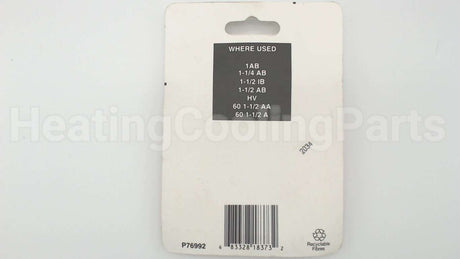 WHERE USED
1AB
1-1/4 AB
1-1/2 IB
1-1/2 AB
HV
60 1-1/2 AA
60 1-1/2 A
HeatingCoolingParts
2034
P76992
6 83328 18373 2
Recyclable
Fibres